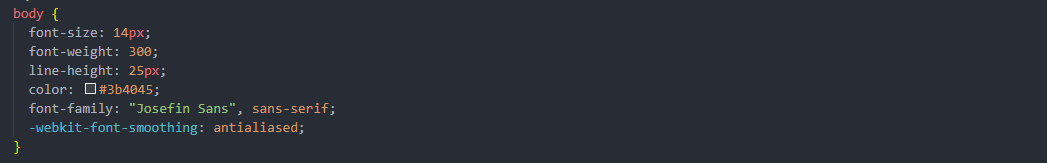 body {
  font-size: 14px;
  font-weight: 300;
  line-height: 25px;
  color: #3b4045;
  font-family: "Josefin Sans", sans-serif;
  -webkit-font-smoothing: antialiased;
}